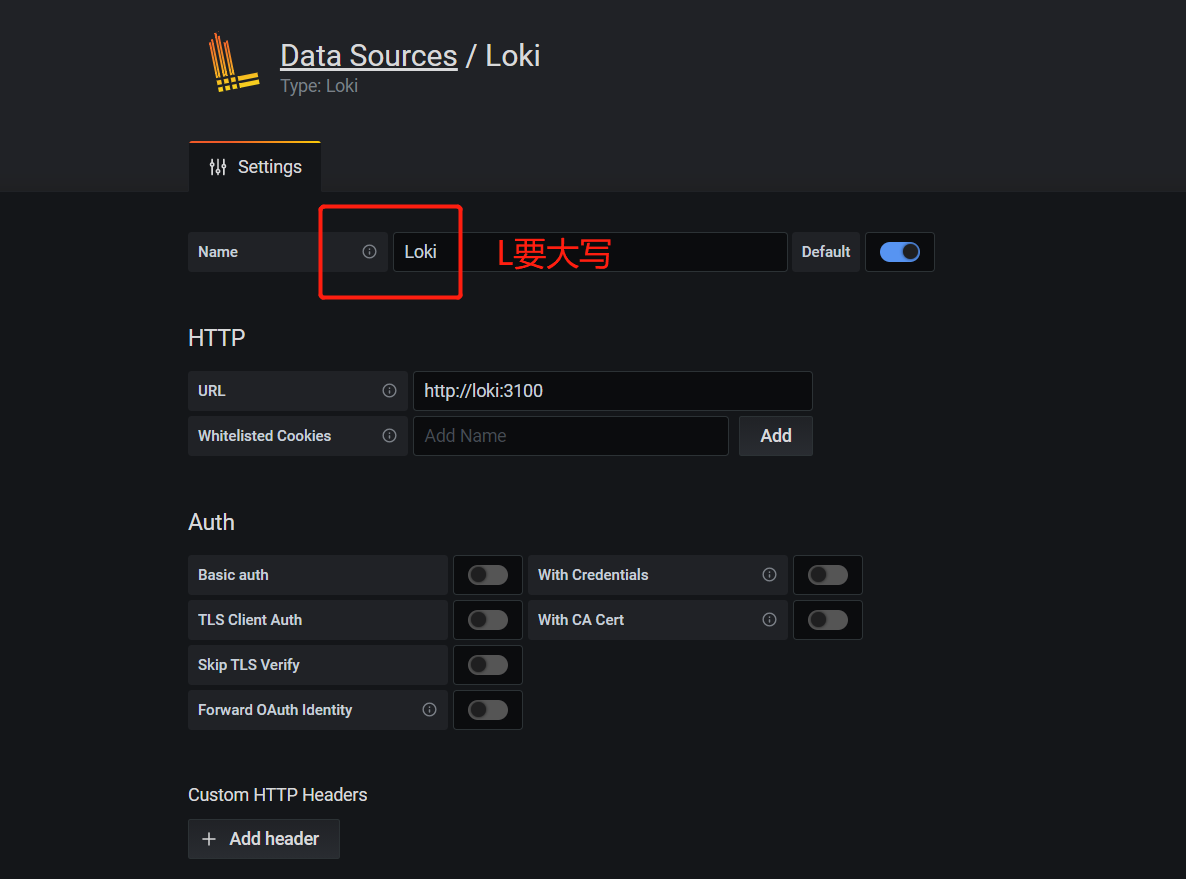 Data Sources / Loki
Type: Loki
Settings
Name Loki L要大写 Default
HTTP
URL http://loki:3100
Whitelisted Cookies Add Name Add
Auth
Basic auth With Credentials
TLS Client Auth With CA Cert
Skip TLS Verify
Forward OAuth Identity
Custom HTTP Headers
+ Add header